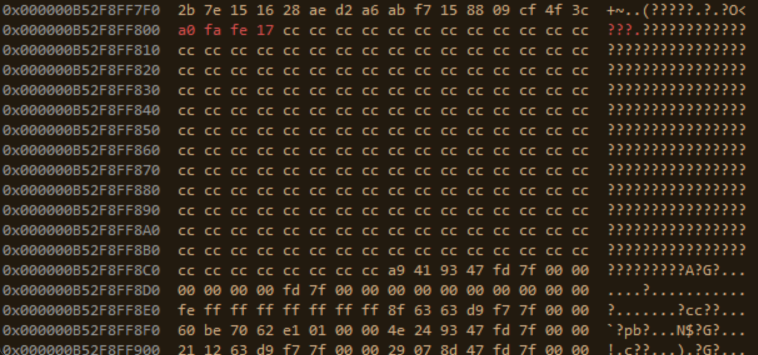 0x000000B52F8FF7F0 2b 7e 15 16 28 ae d2 a6 ab f7 15 88 09 cf 4f 3c +~..(?????.?.?O<
0x000000B52F8FF800 a0 fa fe 17 cc cc cc cc cc cc cc cc cc cc cc cc ???.????????????
0x000000B52F8FF810 cc cc cc cc cc cc cc cc cc cc cc cc cc cc cc cc ????????????????
0x000000B52F8FF820 cc cc cc cc cc cc cc cc cc cc cc cc cc cc cc cc ????????????????
0x000000B52F8FF830 cc cc cc cc cc cc cc cc cc cc cc cc cc cc cc cc ????????????????
0x000000B52F8FF840 cc cc cc cc cc cc cc cc cc cc cc cc cc cc cc cc ????????????????
0x000000B52F8FF850 cc cc cc cc cc cc cc cc cc cc cc cc cc cc cc cc ????????????????
0x000000B52F8FF860 cc cc cc cc cc cc cc cc cc cc cc cc cc cc cc cc ????????????????
0x000000B52F8FF870 cc cc cc cc cc cc cc cc cc cc cc cc cc cc cc cc ????????????????
0x000000B52F8FF880 cc cc cc cc cc cc cc cc cc cc cc cc cc cc cc cc ????????????????
0x000000B52F8FF890 cc cc cc cc cc cc cc cc cc cc cc cc cc cc cc cc ????????????????
0x000000B52F8FF8A0 cc cc cc cc cc cc cc cc cc cc cc cc cc cc cc cc ????????????????
0x000000B52F8FF8B0 cc cc cc cc cc cc cc cc cc cc cc cc cc cc cc cc ????????????????
0x000000B52F8FF8C0 cc cc cc cc cc cc cc cc a9 41 93 47 fd 7f 00 00 ?????????A?G?...
0x000000B52F8FF8D0 00 00 00 00 fd 7f 00 00 00 00 00 00 00 00 00 00 ....?...........
0x000000B52F8FF8E0 fe ff ff ff ff ff ff ff 8f 63 63 d9 f7 7f 00 00 ?.......?cc??...
0x000000B52F8FF8F0 60 be 70 62 e1 01 00 00 4e 24 93 47 fd 7f 00 00 `?pb?...N$?G?...
0x000000B52F8FF900 21 12 63 d9 f7 7f 00 00 29 07 8d 47 fd 7f 00 00 !.c??...).?G?...